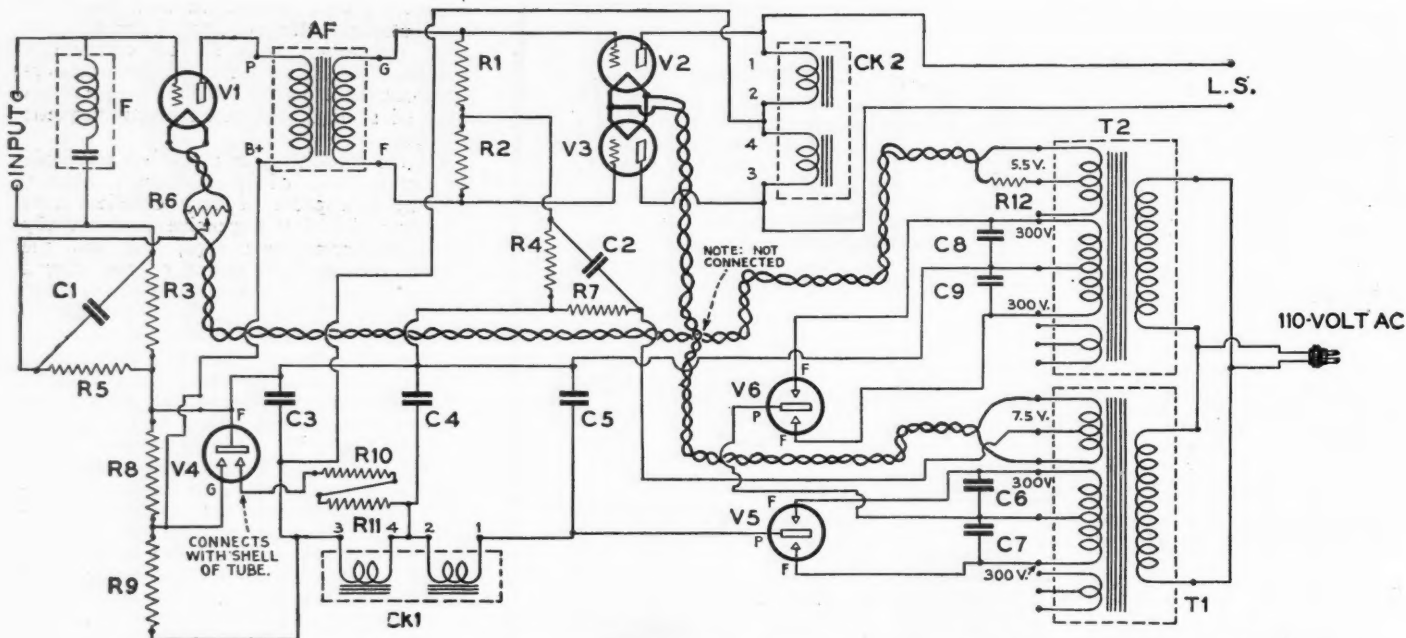 AF
INPUT
F
V1
P
B+
G
F
R1
R2
V2
V3
1
2
4
3
CK 2
L.S.
T2
R6
5.5 V.
R12
300V
C8
C9
300 V.
110-VOLT AC
R4
C2
R7
NOTE: NOT
CONNECTED
C1
R3
R5
F
C3
C4
C5
V6
F
P
F
7.5 V.
300V
C6
C7
300 V.
T1
R8
V4
G
R10
R11
V5
F
P
F
CONNECTS
WITH SHELL
OF TUBE.
3
4
2
1
R9
CK1